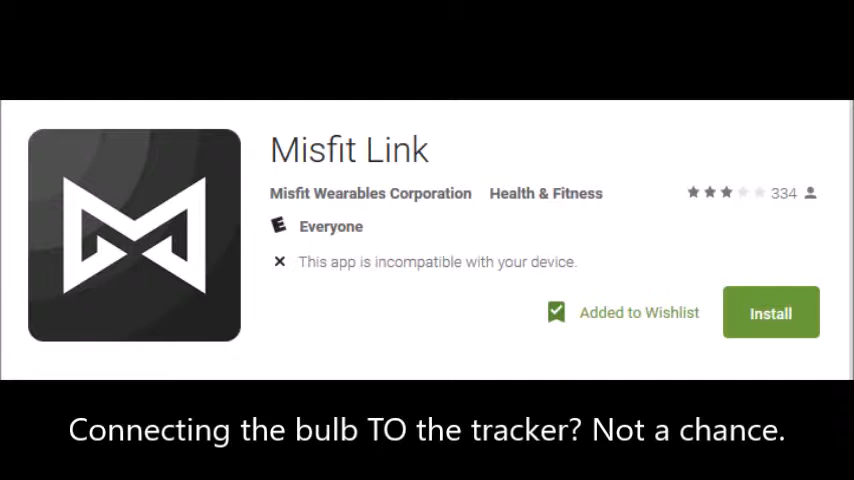 Misfit Link
Misfit Wearables Corporation Health & Fitness 334
E Everyone
This app is incompatible with your device.
Added to Wishlist Install
Connecting the bulb TO the tracker? Not a chance.